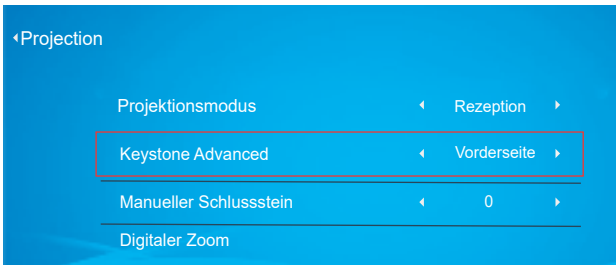 Projection
Projektionsmodus Rezeption
Keystone Advanced Vorderseite
Manueller Schlussstein 0
Digitaler Zoom